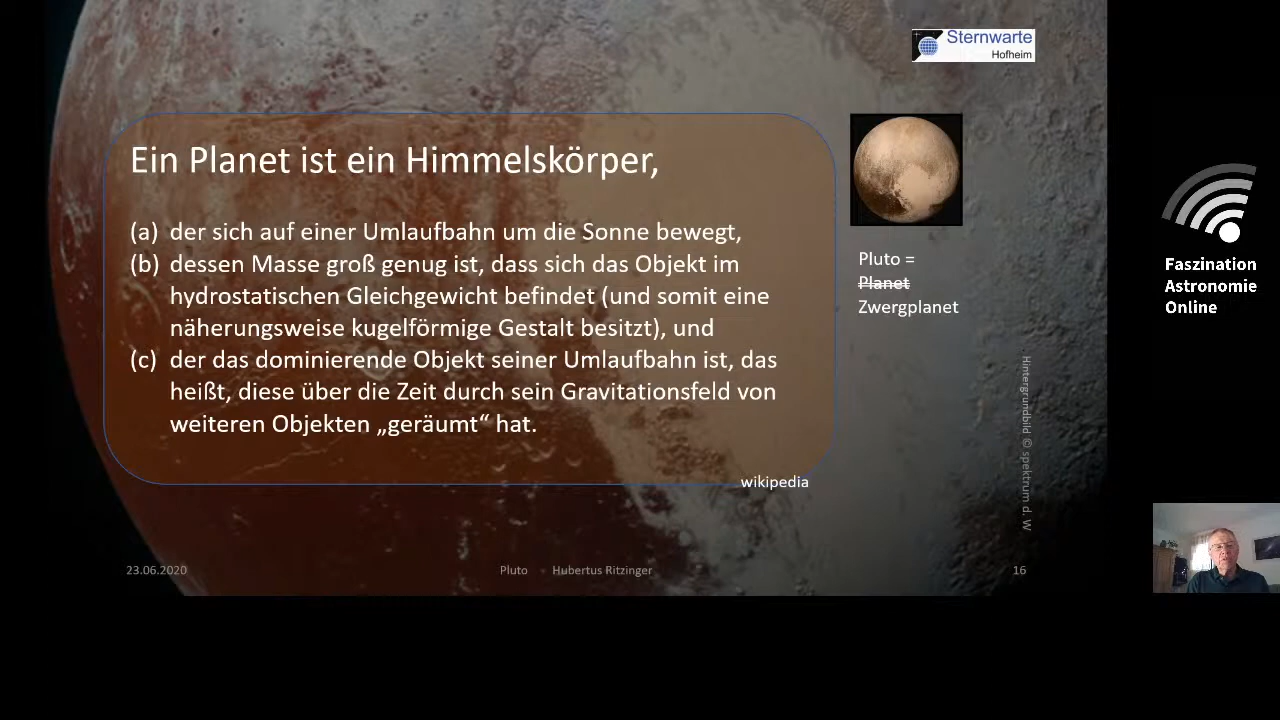 Sternwarte
Hofheim
Ein Planet ist ein Himmelskörper,
(a) der sich auf einer Umlaufbahn um die Sonne bewegt,
(b) dessen Masse groß genug ist, dass sich das Objekt im
hydrostatischen Gleichgewicht befindet (und somit eine
näherungsweise kugelförmige Gestalt besitzt), und
(c) der das dominierende Objekt seiner Umlaufbahn ist, das
heißt, diese über die Zeit durch sein Gravitationsfeld von
weiteren Objekten „geräumt“ hat.
wikipedia
Pluto =
Planet
Zwergplanet
Hintergrundbild © spektrum d. W
23.06.2020
Pluto
Hubertus Ritzinger
16
Faszination
Astronomie
Online